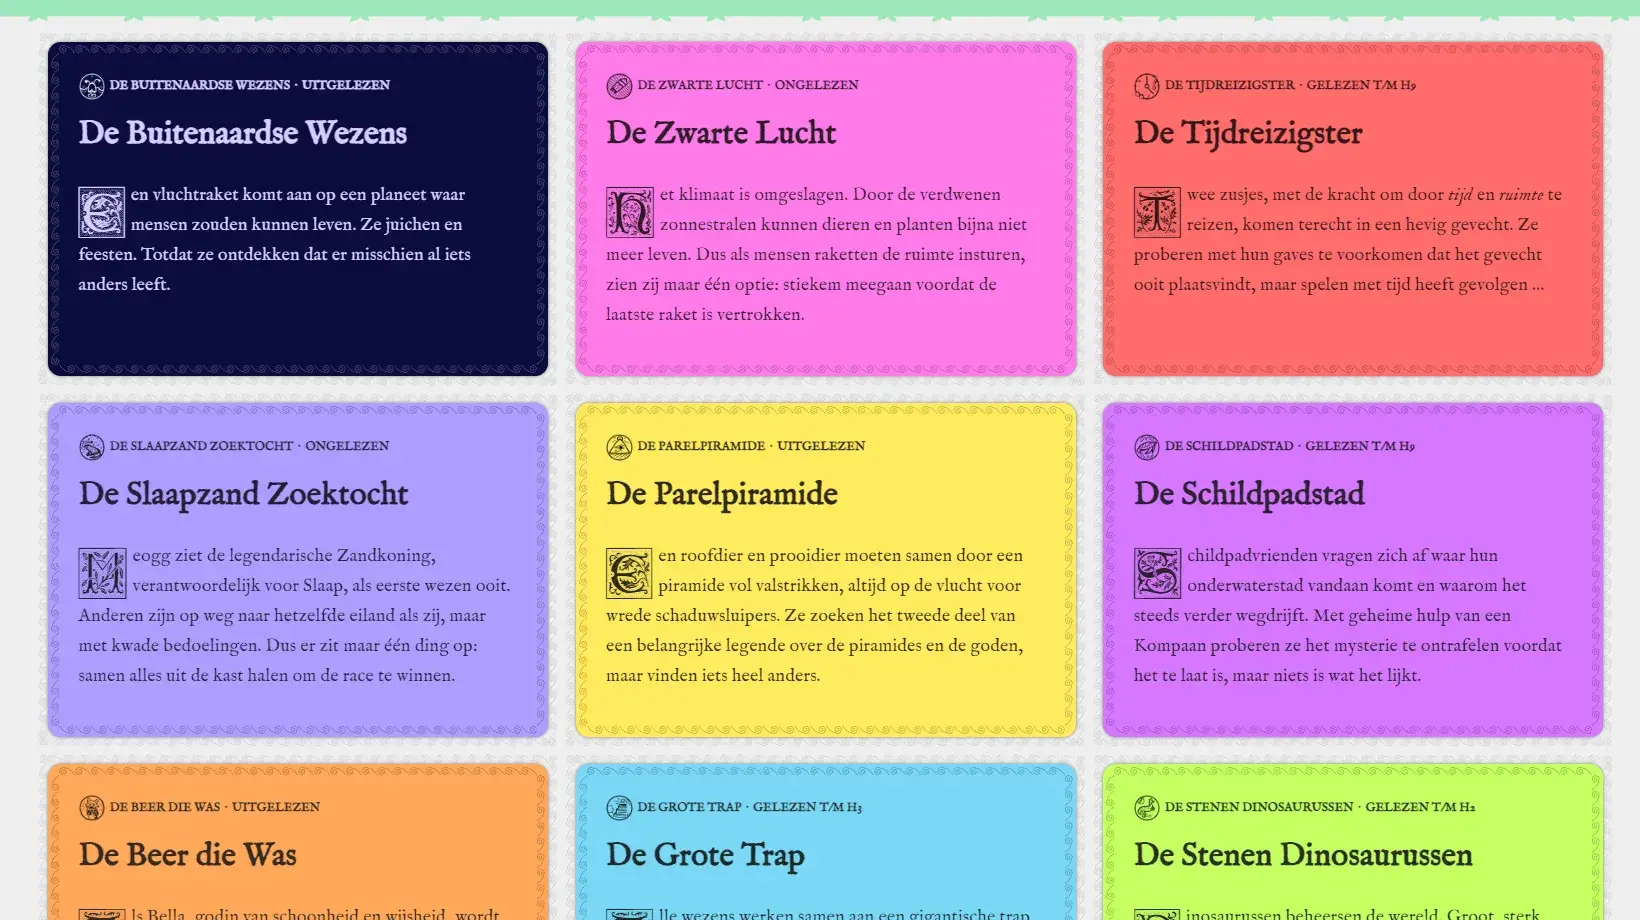 DE BUITENAARDSE WEZENS · UITGELEZEN
De Buitenaardse Wezens
Een vluchtraket komt aan op een planeet waar
mensen zouden kunnen leven. Ze juichen en
feesten. Totdat ze ontdekken dat er misschien al iets
anders leeft.
DE ZWARTE LUCHT · ONGELEZEN
De Zwarte Lucht
Het klimaat is omgeslagen. Door de verdwenen
zonnestralen kunnen dieren en planten bijna niet
meer leven. Dus als mensen raketten de ruimte insturen,
zien zij maar één optie: stiekem meegaan voordat de
laatste raket is vertrokken.
DE TIJDREIZIGSTER · GELEZEN T/M H9
De Tijdreizigster
Twee zusjes, met de kracht om door tijd en ruimte te
reizen, komen terecht in een hevig gevecht. Ze
proberen met hun gaves te voorkomen dat het gevecht
ooit plaatsvindt, maar spelen met tijd heeft gevolgen ...
DE SLAAPZAND ZOEKTOCHT · ONGELEZEN
De Slaapzand Zoektocht
Meogg ziet de legendarische Zandkoning,
verantwoordelijk voor Slaap, als eerste wezen ooit.
Anderen zijn op weg naar hetzelfde eiland als zij, maar
met kwade bedoelingen. Dus er zit maar één ding op:
samen alles uit de kast halen om de race te winnen.
DE PARELPIRAMIDE · UITGELEZEN
De Parelpiramide
Een roofdier en prooidier moeten samen door een
piramide vol valstrikken, altijd op de vlucht voor
wrede schaduwsluipers. Ze zoeken het tweede deel van
een belangrijke legende over de piramides en de goden,
maar vinden iets heel anders.
DE SCHILDPADSTAD · GELEZEN T/M H9
De Schildpadstad
Schildpadvrienden vragen zich af waar hun
onderwaterstad vandaan komt en waarom het
steeds verder wegdrijft. Met geheime hulp van een
Kompaan proberen ze het mysterie te ontrafelen voordat
het te laat is, maar niets is wat het lijkt.
DE BEER DIE WAS · UITGELEZEN
De Beer die Was
ls Bella, godin van schoonheid en wijsheid, wordt
DE GROTE TRAP · GELEZEN T/M H3
De Grote Trap
lle wezens werken samen aan een gigantische trap
DE STENEN DINOSAURUSSEN · GELEZEN T/M H2
De Stenen Dinosaurussen
inosaurussen beheersen de wereld. Groot, sterk